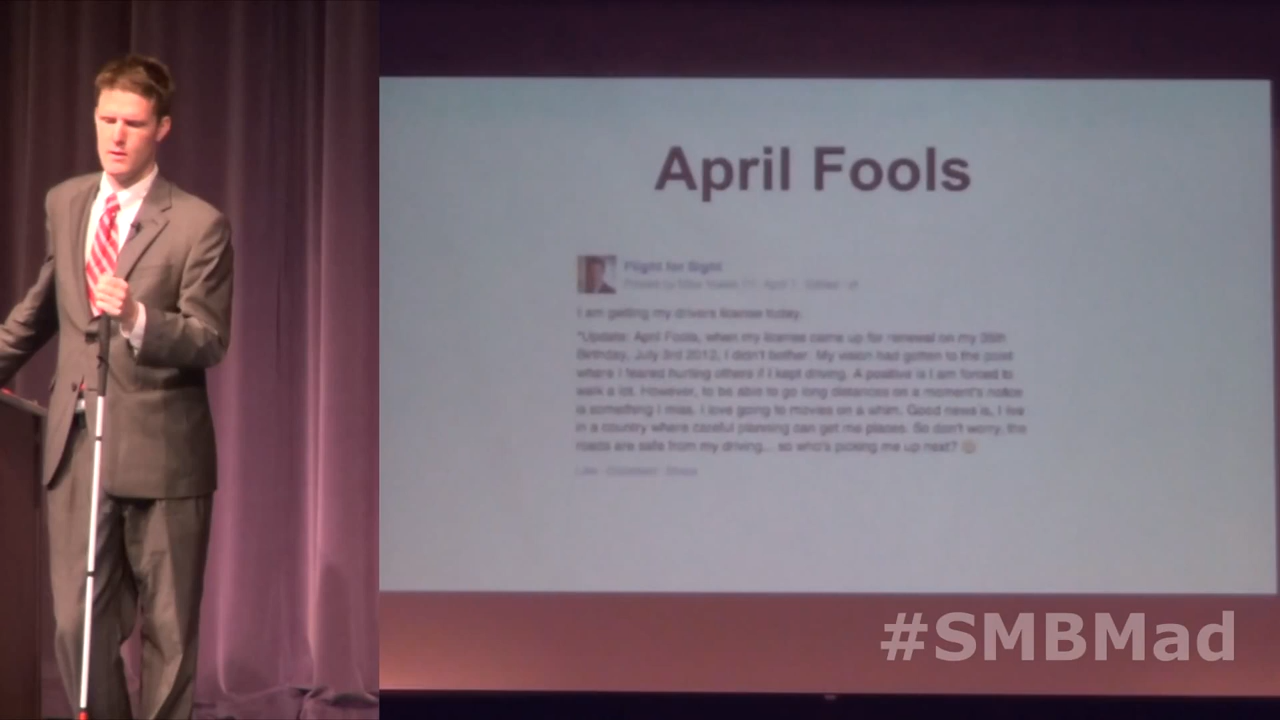 April Fools
Flight for Sight
I am getting my drivers license today.
*Update: April Fools, when my license came up for renewal on my 35th
Birthday, July 3rd 2012, I didn't bother. My vision had gotten to the point
where I feared hurting others if I kept driving. A positive is I am forced to
walk a lot. However, to be able to go long distances on a moment's notice
is something I miss. I love going to movies on a whim. Good news is, I live
in a country where careful planning can get me places. So don't worry, the
roads are safe from my driving... so who's picking me up next?
Like · Comment · Share
#SMBMad